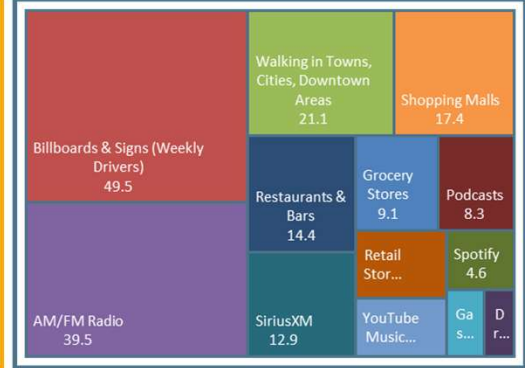 Billboards & Signs (Weekly
Drivers)
49.5
AM/FM Radio
39.5
Walking in Towns,
Cities, Downtown
Areas
21.1
Shopping Malls
17.4
Restaurants &
Bars
14.4
SiriusXM
12.9
Grocery
Stores
9.1
Podcasts
8.3
Retail
Stor...
Spotify
4.6
YouTube
Music...
Ga
s...
D
r...